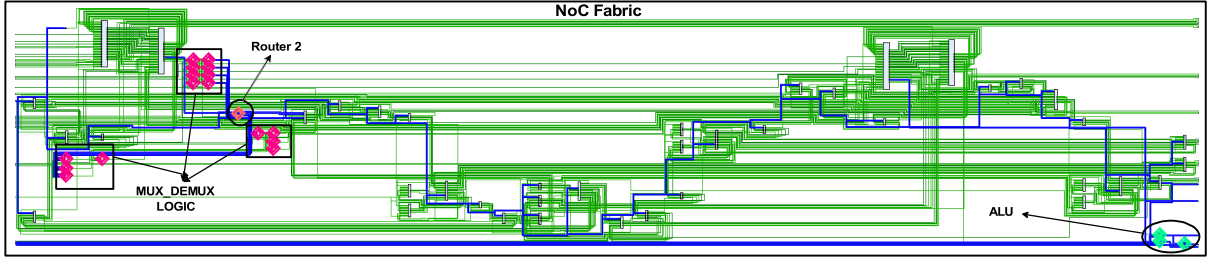 NoC Fabric
Router 2
MUX_DEMUX
LOGIC
ALU